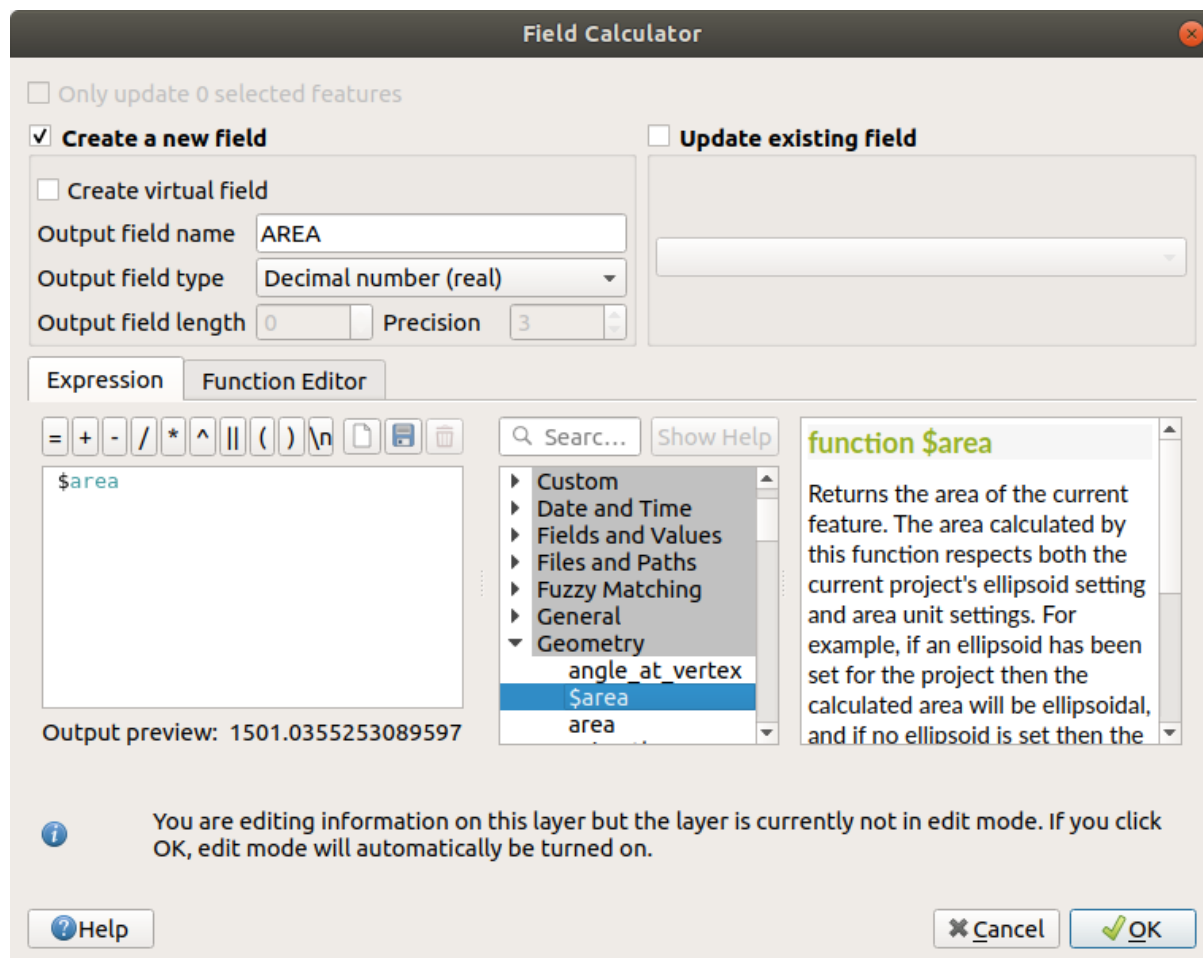 Field Calculator
Only update 0 selected features
Create a new field
Update existing field
Create virtual field
Output field name AREA
Output field type Decimal number (real)
Output field length 0 Precision 3
Expression Function Editor
= + - / * ^ || ( ) \n
Searc... Show Help
$area
Custom
Date and Time
Fields and Values
Files and Paths
Fuzzy Matching
General
Geometry
angle_at_vertex
$area
area
function $area
Returns the area of the current
feature. The area calculated by
this function respects both the
current project's ellipsoid setting
and area unit settings. For
example, if an ellipsoid has been
set for the project then the
calculated area will be ellipsoidal,
and if no ellipsoid is set then the
Output preview: 1501.0355253089597
You are editing information on this layer but the layer is currently not in edit mode. If you click
OK, edit mode will automatically be turned on.
Help
Cancel
OK